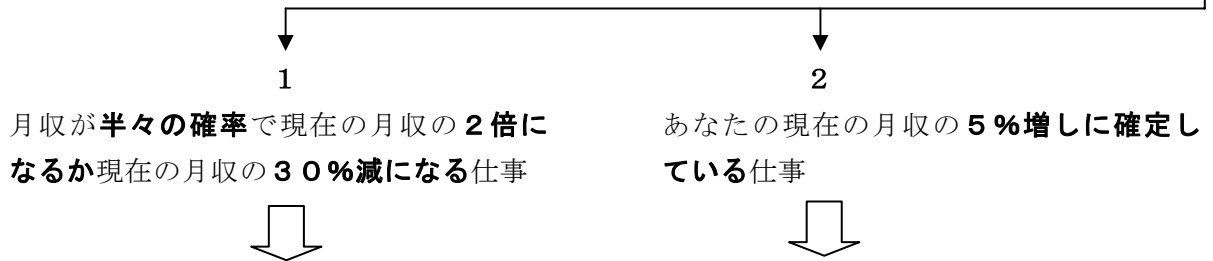 1
月収が半々の確率で現在の月収の２倍に
なるか現在の月収の３０%減になる仕事
2
あなたの現在の月収の５%増しに確定し
ている仕事